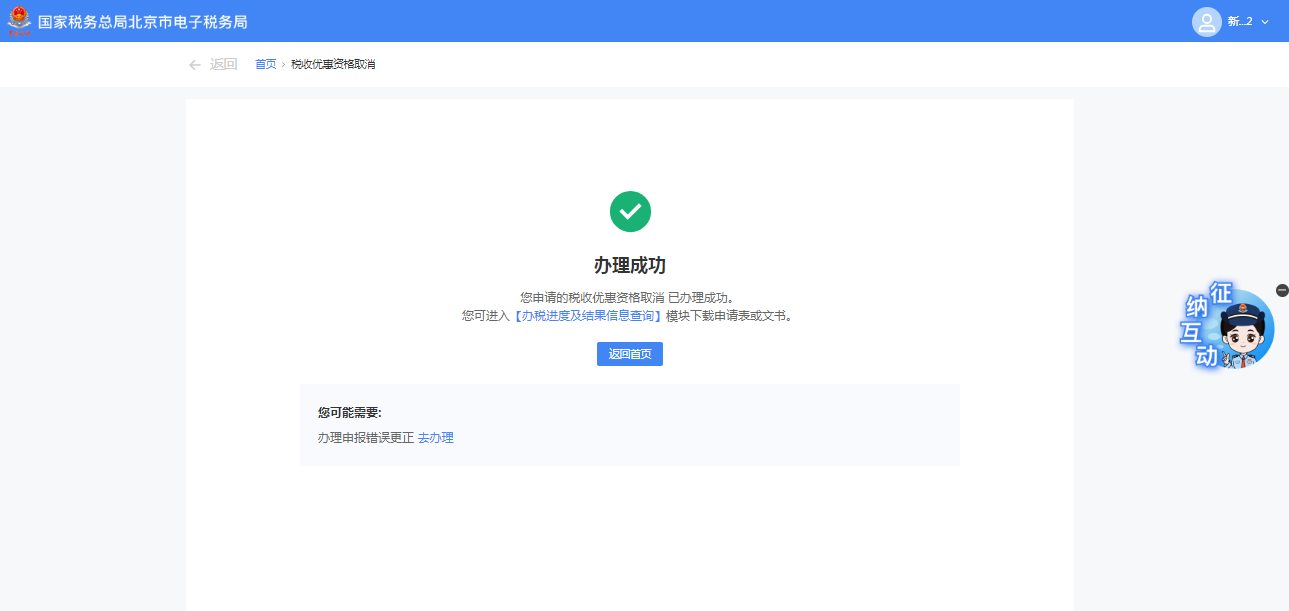 国家税务总局北京市电子税务局
新...2
返回 首页 › 税收优惠资格取消
办理成功
您申请的税收优惠资格取消 已办理成功。
您可进入【办税进度及结果信息查询】模块下载申请表或文书。
返回首页
征纳互动
您可能需要:
办理申报错误更正 去办理